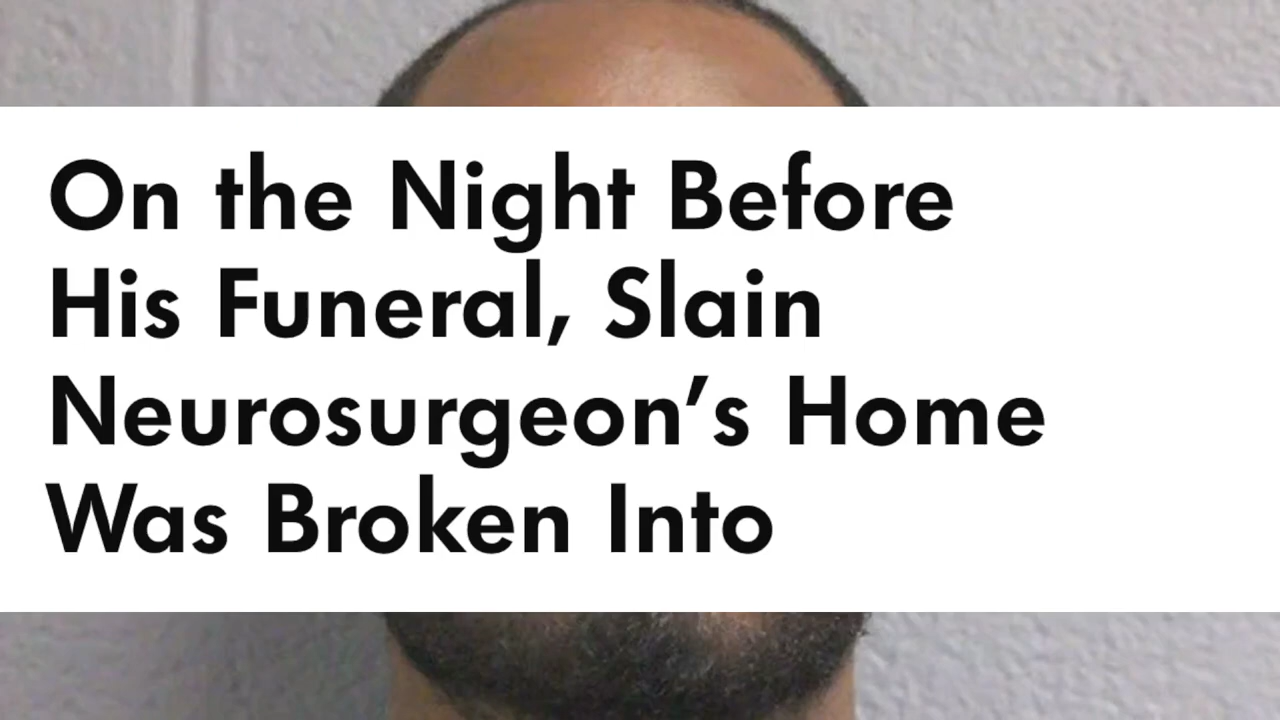 On the Night Before
His Funeral, Slain
Neurosurgeon’s Home
Was Broken Into